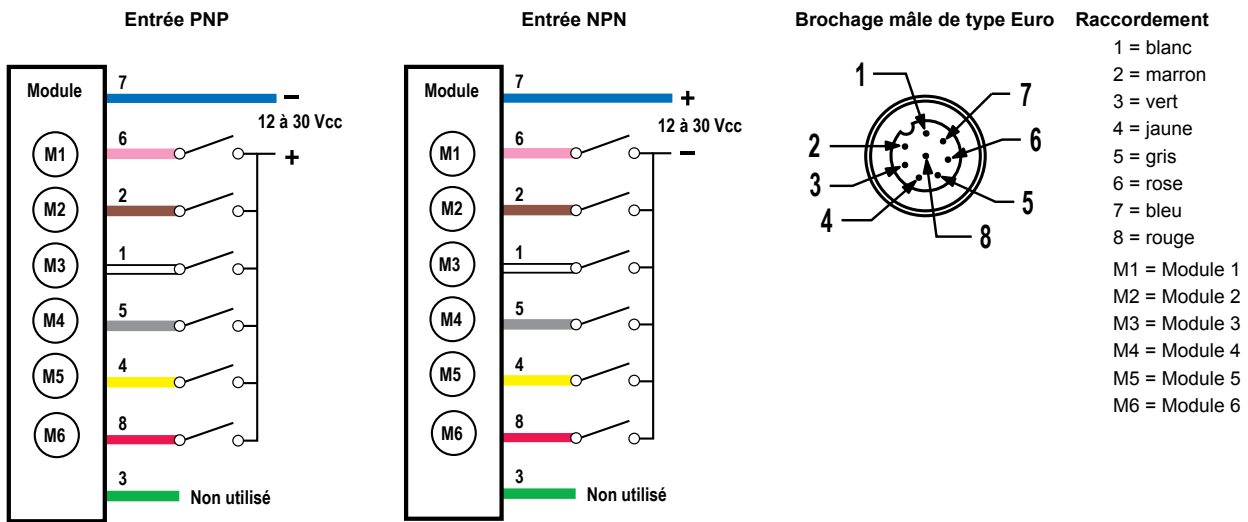 Entrée PNP
Module
7
–
12 à 30 Vcc
+
M1
6
M2
2
M3
1
M4
5
M5
4
M6
8
3
Non utilisé
Entrée NPN
Module
7
+
12 à 30 Vcc
–
M1
6
M2
2
M3
1
M4
5
M5
4
M6
8
3
Non utilisé
Brochage mâle de type Euro
1
7
2
6
3
5
4
8
Raccordement
1 = blanc
2 = marron
3 = vert
4 = jaune
5 = gris
6 = rose
7 = bleu
8 = rouge
M1 = Module 1
M2 = Module 2
M3 = Module 3
M4 = Module 4
M5 = Module 5
M6 = Module 6